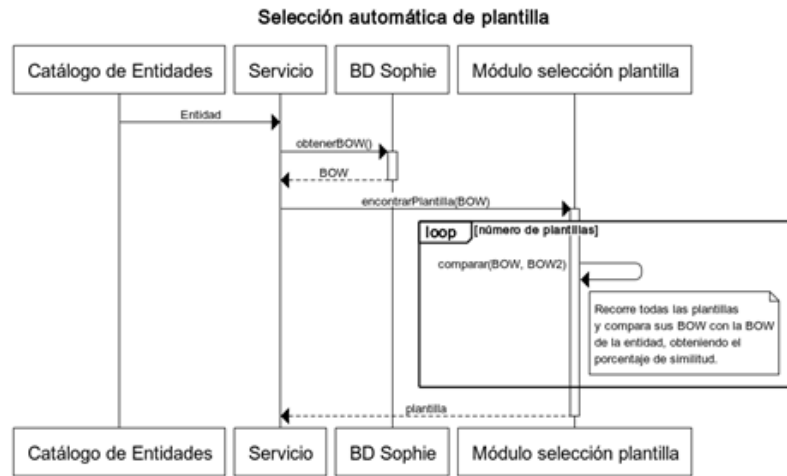 Selección automática de plantilla
Catálogo de Entidades
Servicio
BD Sophie
Módulo selección plantilla
Entidad
obtenerBOW()
BOW
encontrarPlantilla(BOW)
loop
[número de plantillas]
comparar(BOW, BOW2)
Recorre todas las plantillas
y compara sus BOW con la BOW
de la entidad, obteniendo el
porcentaje de similitud.
plantilla
Catálogo de Entidades
Servicio
BD Sophie
Módulo selección plantilla